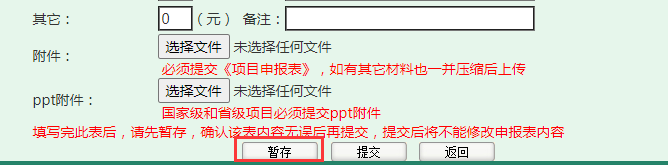 其它： 0 （元） 备注：
附件： 选择文件 未选择任何文件
必须提交《项目申报表》，如有其它材料也一并压缩后上传
ppt附件： 选择文件 未选择任何文件
国家级和省级项目必须提交ppt附件
填写完此表后，请先暂存，确认该表内容无误后再提交，提交后将不能修改申报表内容
暂存 提交 返回